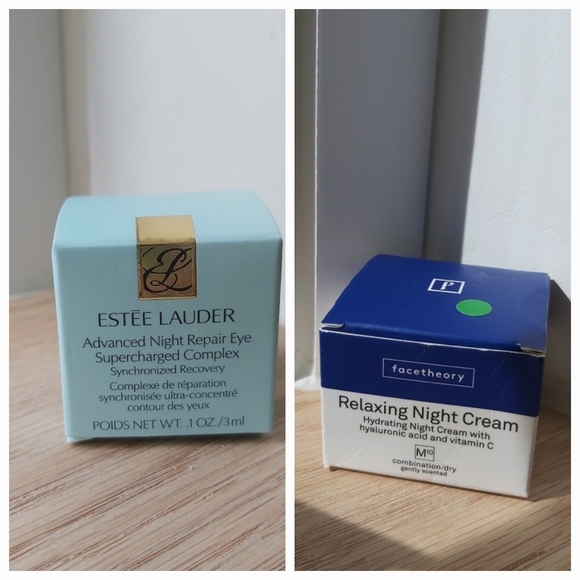 EL
ESTĒE LAUDER
Advanced Night Repair Eye
Supercharged Complex
Synchronized Recovery
Complexe de réparation
synchronisée ultra-concentré
contour des yeux
POIDS NET WT. .1 OZ./3ml
P
facetheory
Relaxing Night Cream
Hydrating Night Cream with
hyaluronic acid and vitamin C
M10
combination/dry
gently scented